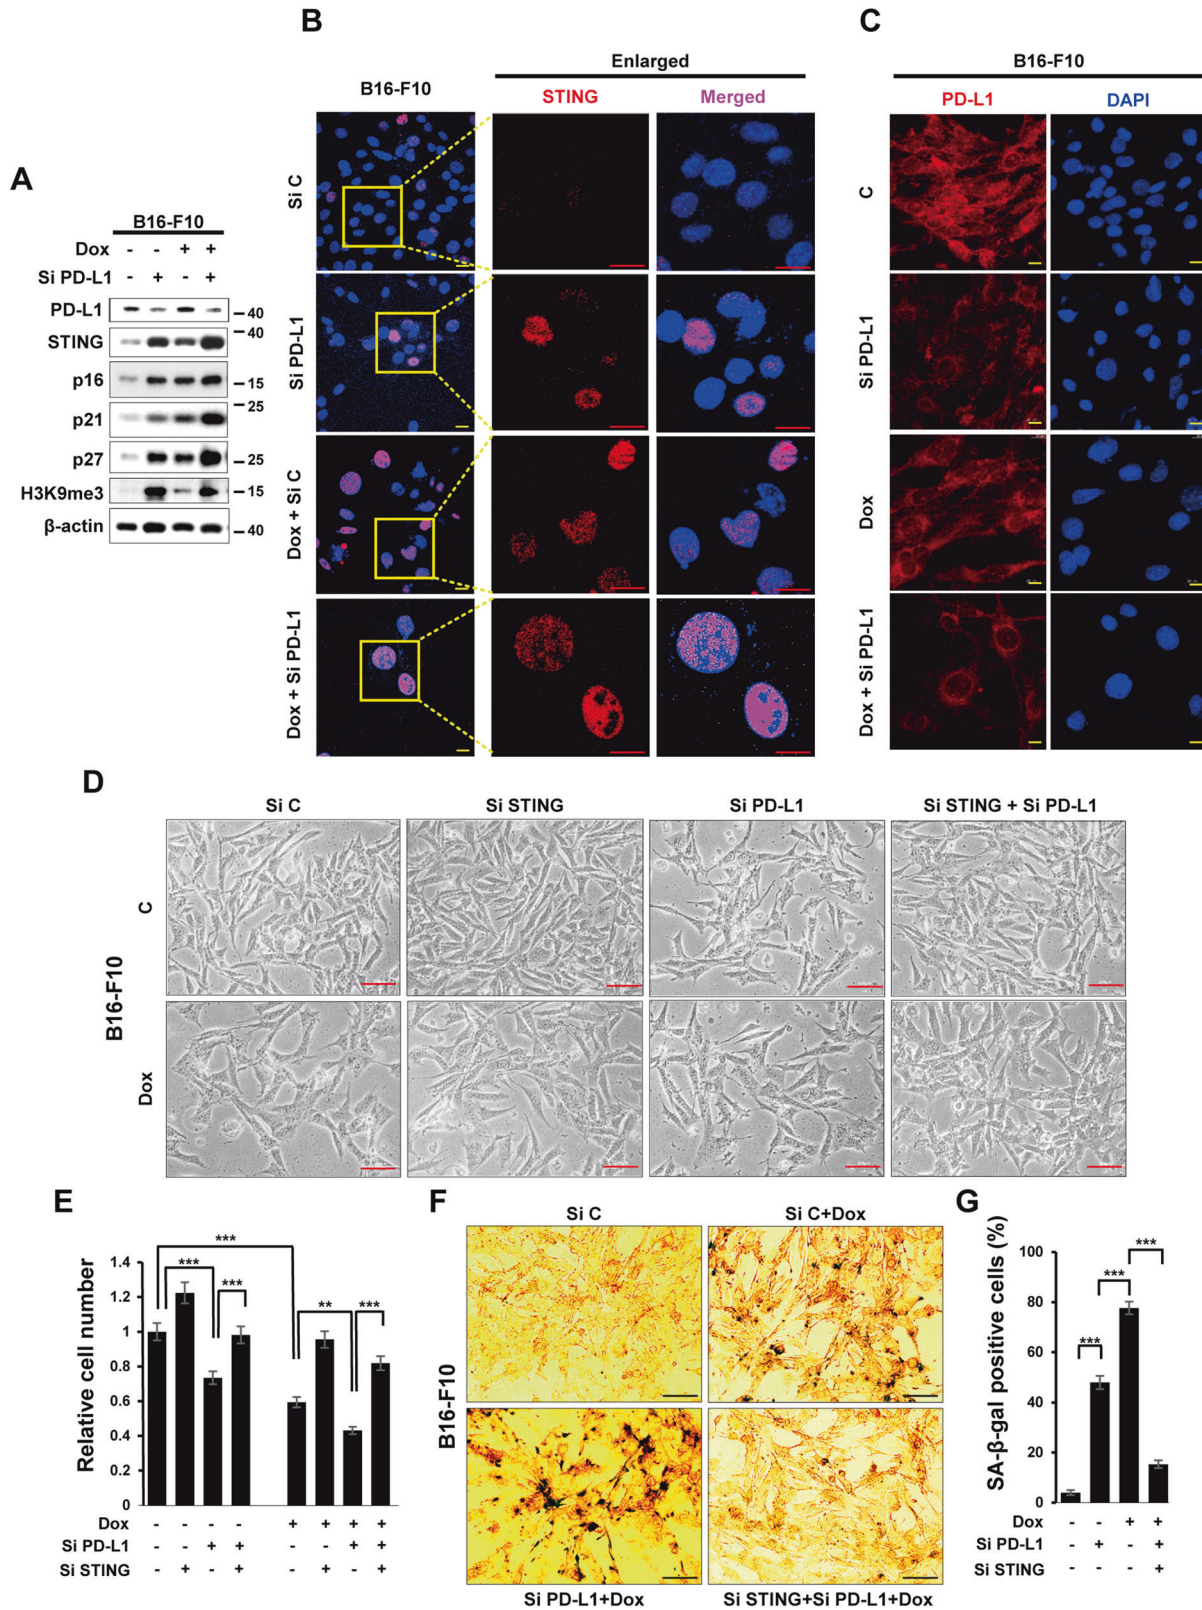 A
B16-F10
Dox - - + +
Si PD-L1 - + - +
PD-L1
40
STING
40
p16
15
p21
25
p27
25
H3K9me3
15
β-actin
40
B
Enlarged
B16-F10 STING Merged
Si C
Si PD-L1
Dox + Si C
Dox + Si PD-L1
C
B16-F10
PD-L1 DAPI
C
Si PD-L1
Dox
Dox + Si PD-L1
D
Si C Si STING Si PD-L1 Si STING + Si PD-L1
B16-F10
C
Dox
E
Relative cell number
1.4
1.2
1
0.8
0.6
0.4
0.2
0
***
*** ***
** ***
Dox - - - - + + + +
Si PD-L1 - - + + - - + +
Si STING - + - + - + - +
F
B16-F10
Si C Si C+Dox
Si PD-L1+Dox Si STING+Si PD-L1+Dox
G
SA-β-gal positive cells (%)
100
80
60
40
20
0
***
***
***
Dox - - + +
Si PD-L1 - + - +
Si STING - - - +